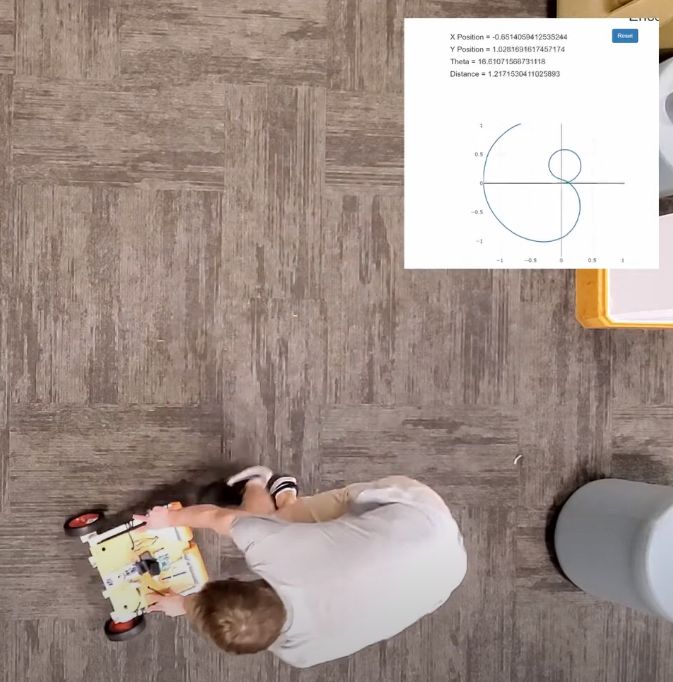 X Position = -0.6514059412535244
Reset
Y Position = 1.0281691617457174
Theta = 16.61071566731118
Distance = 1.2171530411025893
1
0.5
0
−0.5
−1
−1
−0.5
0
0.5
1